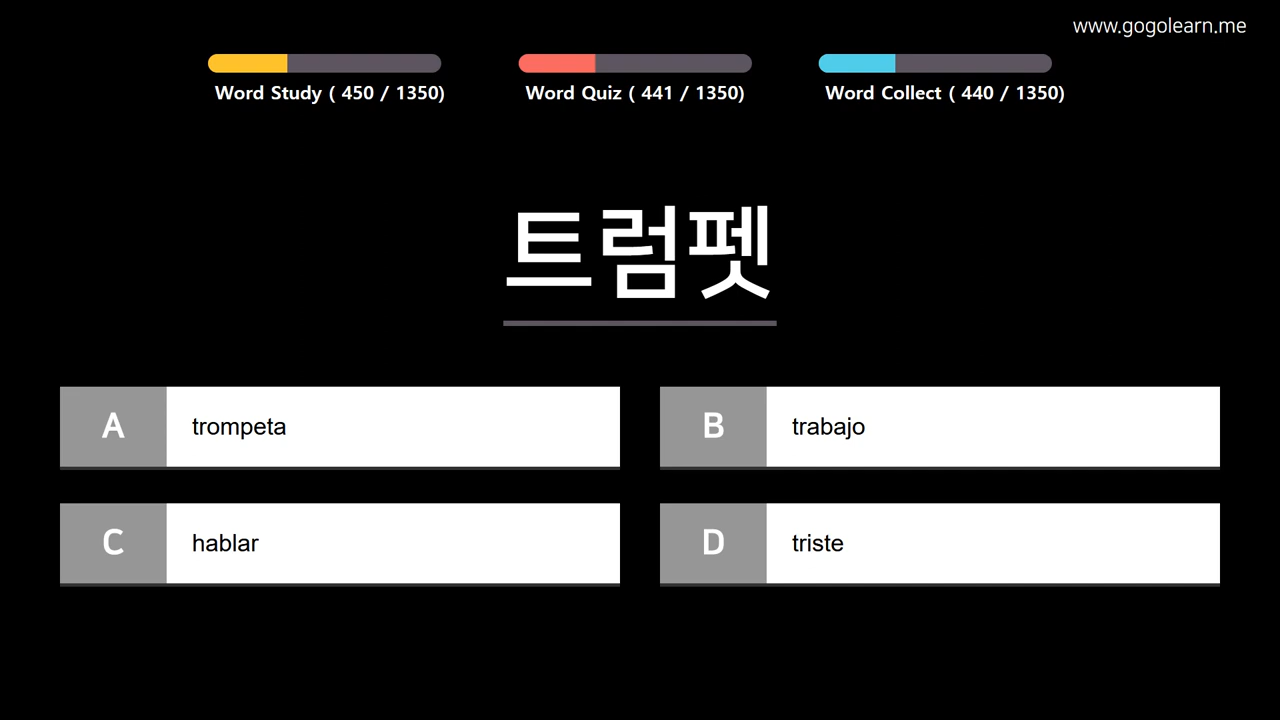 www.gogolearn.me
Word Study ( 450 / 1350)
Word Quiz ( 441 / 1350)
Word Collect ( 440 / 1350)
트럼펫
A trompeta
B trabajo
C hablar
D triste